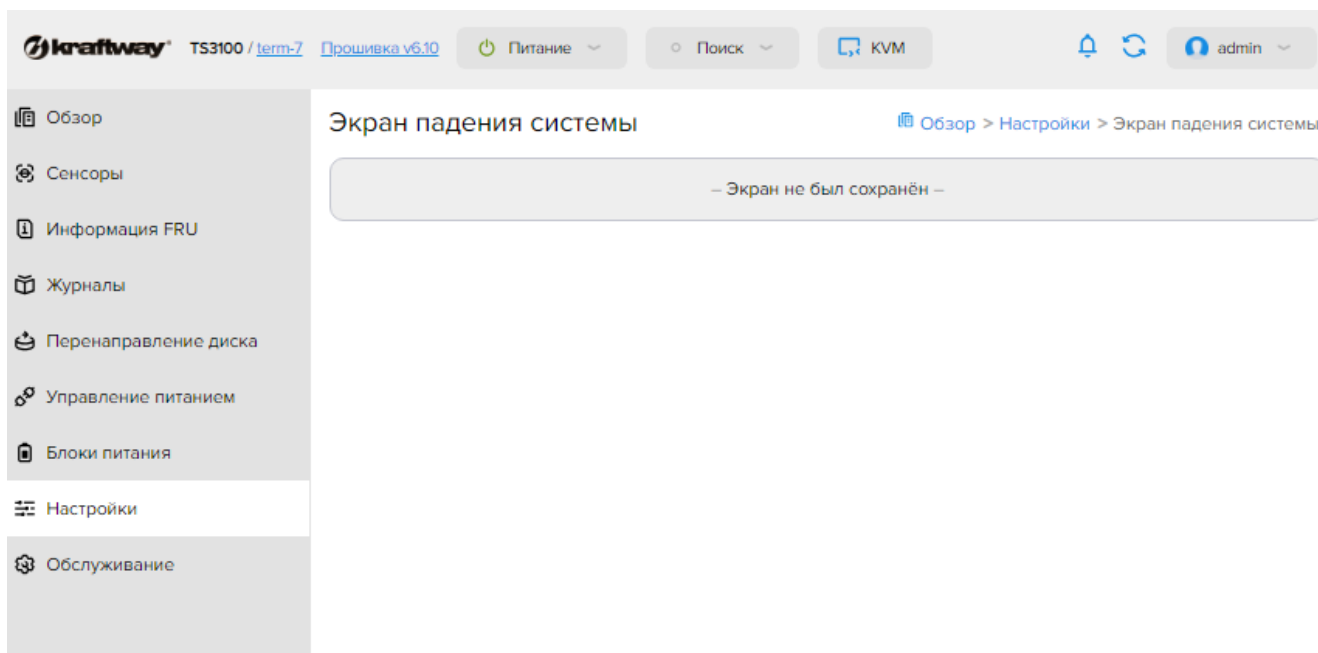 kraftway TS3100 / term-7 Прошивка v6.10 Питание Поиск KVM admin
Обзор
Сенсоры
Информация FRU
Журналы
Перенаправление диска
Управление питанием
Блоки питания
Настройки
Обслуживание
Экран падения системы
Обзор > Настройки > Экран падения системы
– Экран не был сохранён –